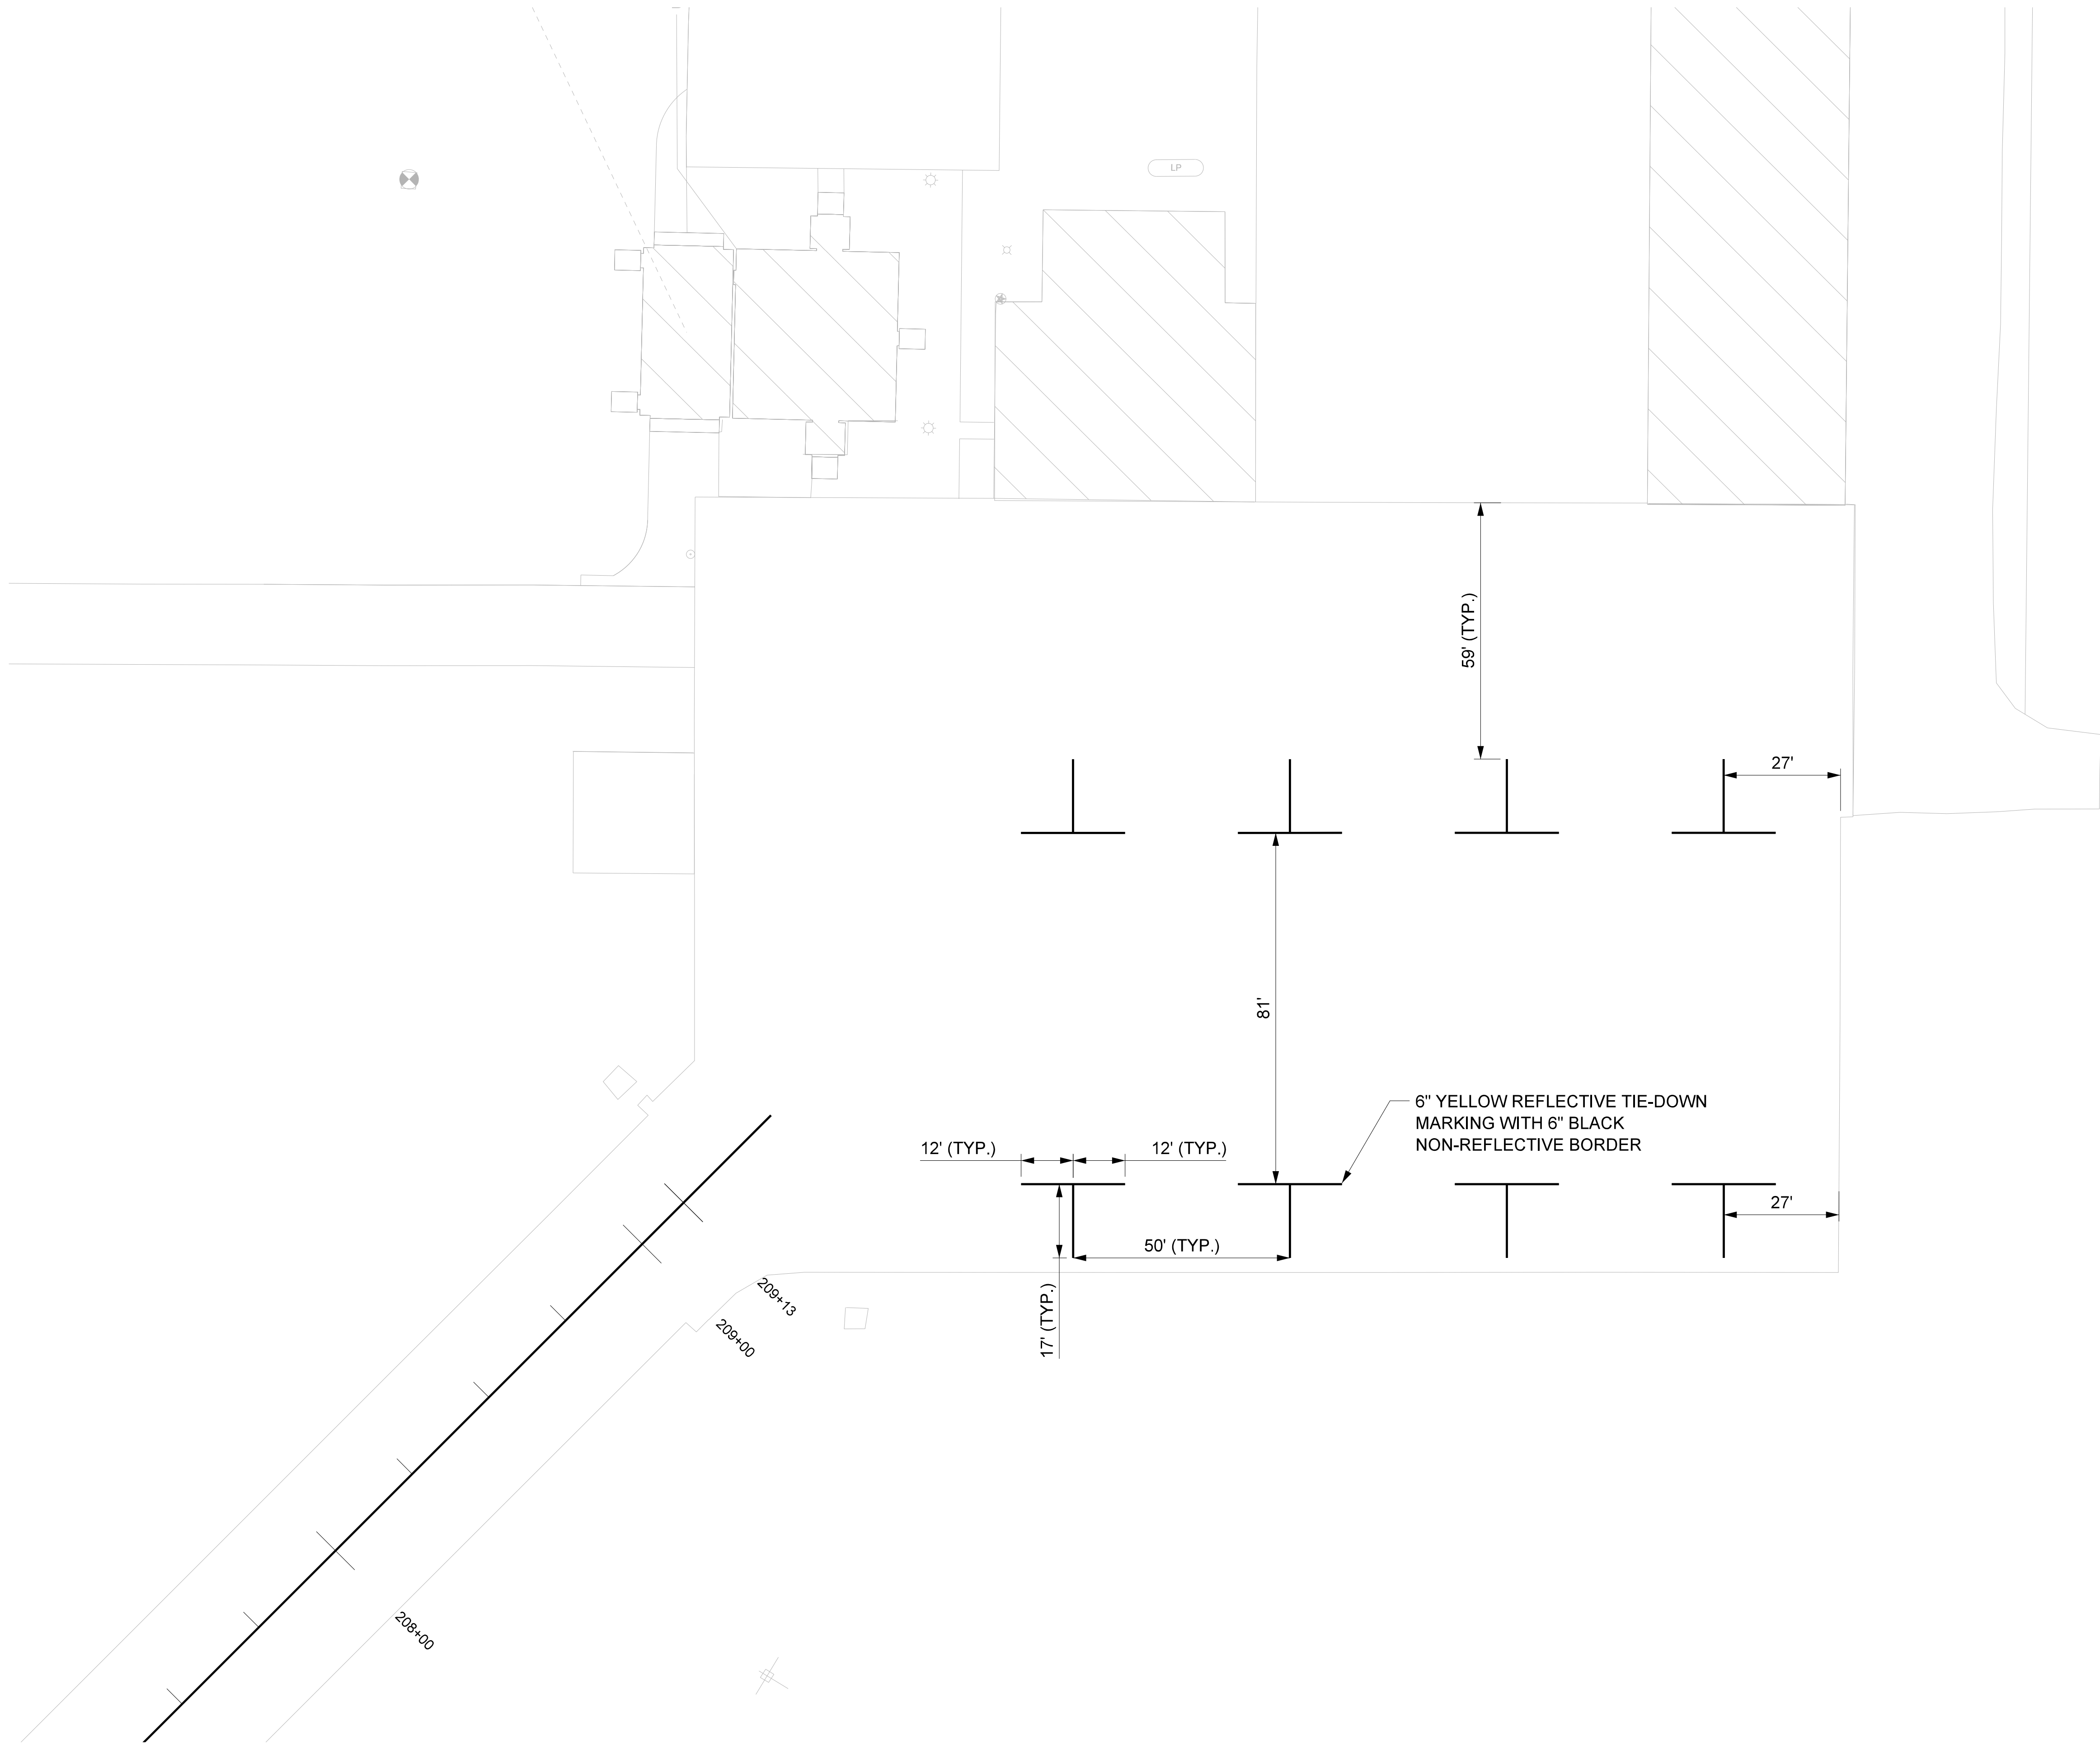 LP
59' (TYP.)
27'
81'
6" YELLOW REFLECTIVE TIE-DOWN
MARKING WITH 6" BLACK
NON-REFLECTIVE BORDER
12' (TYP.)
12' (TYP.)
27'
50' (TYP.)
17' (TYP.)
209+13
209+00
208+00